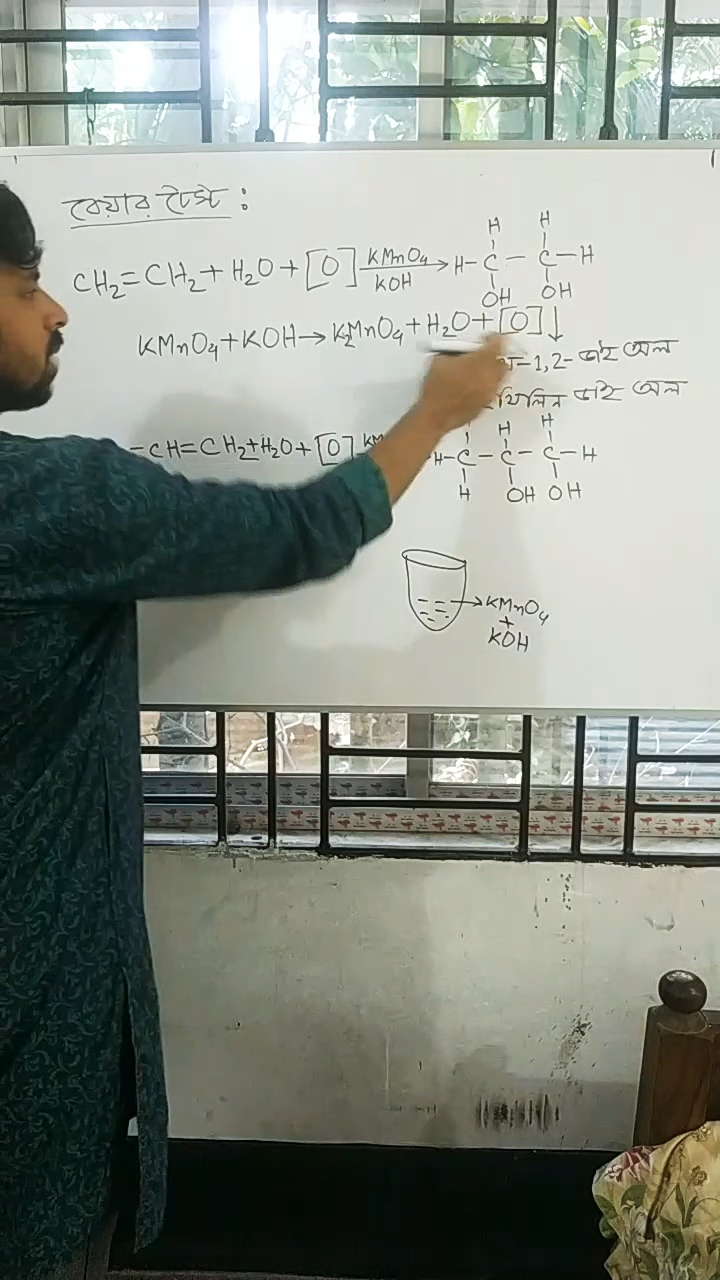 বেয়ার টেস্ট :
CH₂=CH₂+ H₂O + [O] KMnO₄ / KOH → H-C-C-H
H H
OH OH
KMnO₄+KOH→K₂MnO₄+H₂O+[O] ↓
-1,2- ডাই অল
থিলিন ডাই অল
-CH=CH₂+H₂O+[O] H-C-C-C-H
H H
H OH OH
→KMnO₄
+
KOH